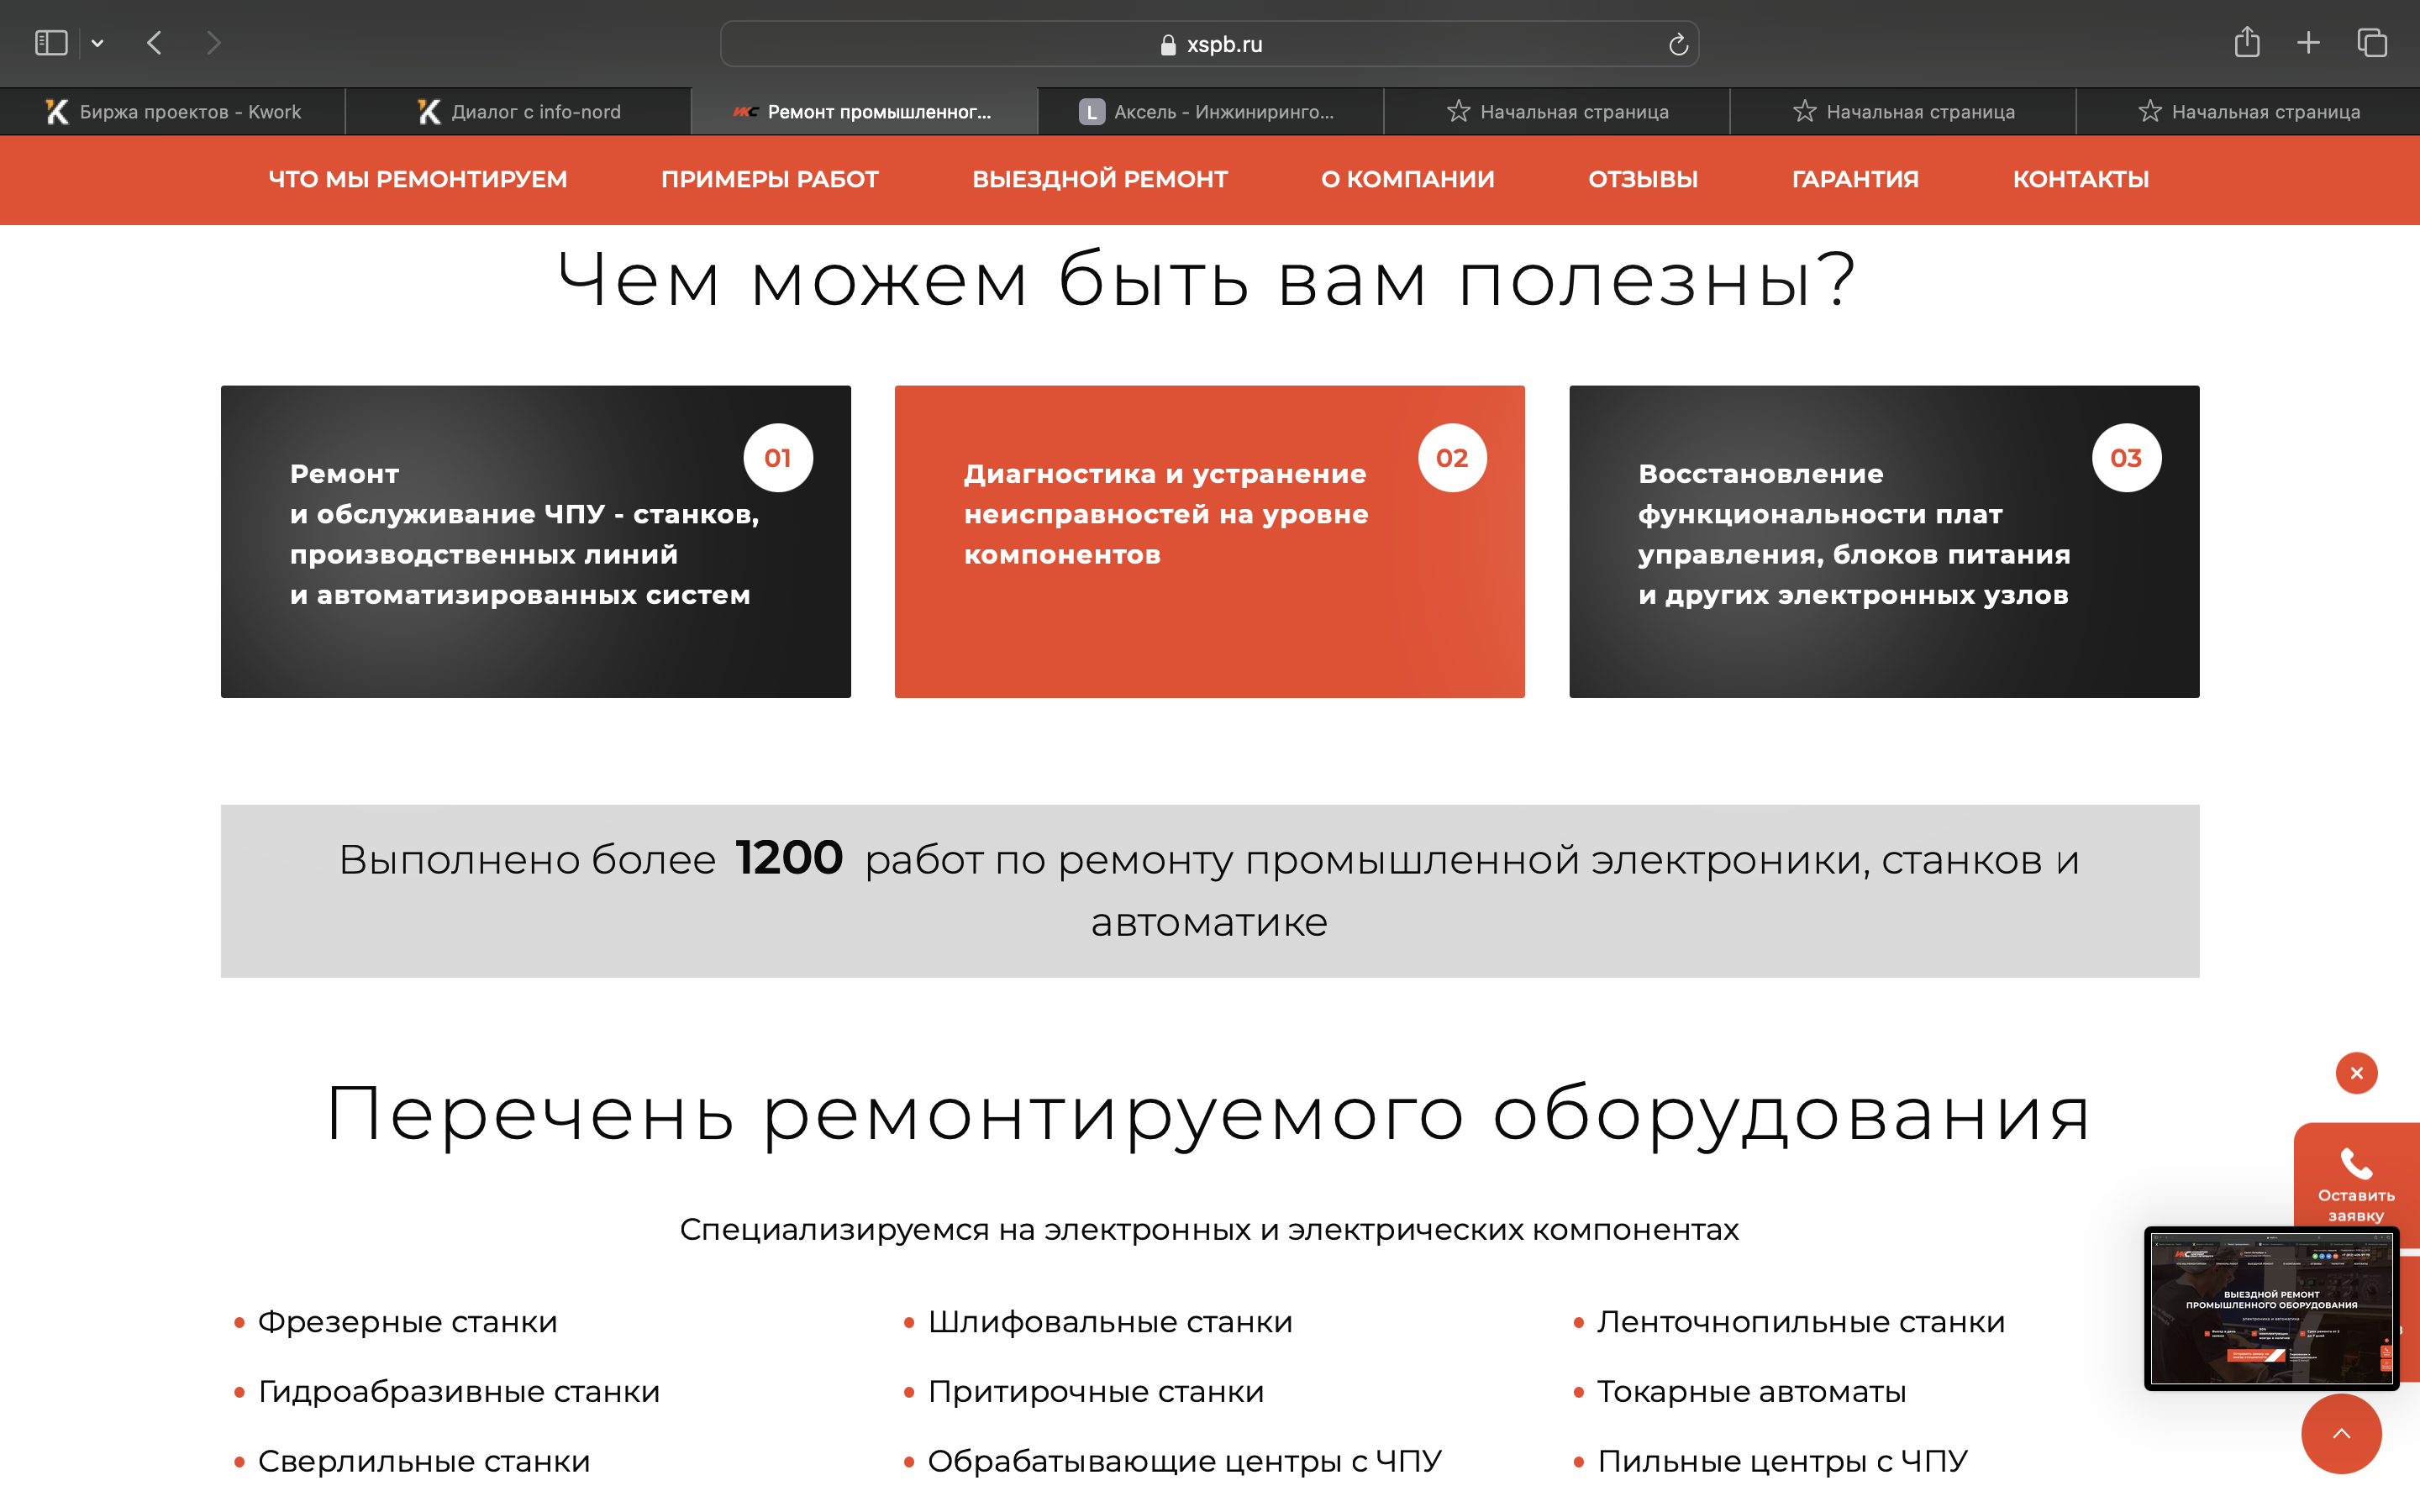 xspb.ru
Биржа проектов - Kwork
Диалог с info-nord
Ремонт промышленног...
L
Аксель - Инжиниринго...
Начальная страница
Начальная страница
Начальная страница
ЧТО МЫ РЕМОНТИРУЕМ
ПРИМЕРЫ РАБОТ
ВЫЕЗДНОЙ РЕМОНТ
О КОМПАНИИ
ОТЗЫВЫ
ГАРАНТИЯ
КОНТАКТЫ
Чем можем быть вам полезны?
01
Ремонт
и обслуживание ЧПУ - станков,
производственных линий
и автоматизированных систем
02
Диагностика и устранение
неисправностей на уровне
компонентов
03
Восстановление
функциональности плат
управления, блоков питания
и других электронных узлов
Выполнено более 1200 работ по ремонту промышленной электроники, станков и
автоматике
Перечень ремонтируемого оборудования
Специализируемся на электронных и электрических компонентах
Фрезерные станки
Шлифовальные станки
Ленточнопильные станки
Гидроабразивные станки
Притирочные станки
Токарные автоматы
Сверлильные станки
Обрабатывающие центры с ЧПУ
Пильные центры с ЧПУ
Оставить
заявку
ВЫЕЗДНОЙ РЕМОНТ
ПРОМЫШЛЕННОГО ОБОРУДОВАНИЯ
электроника и автоматика